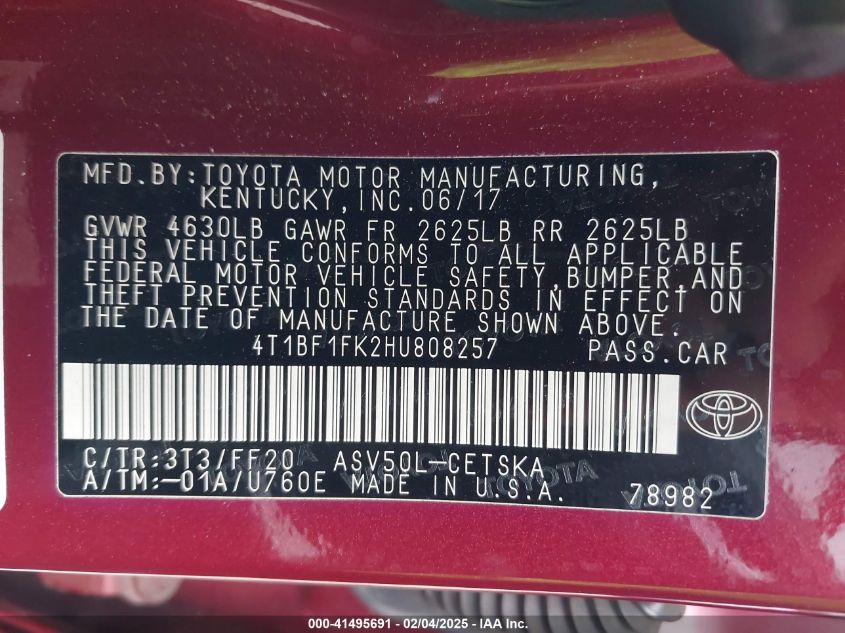 MFD.BY:TOYOTA MOTOR MANUFACTURING,
KENTUCKY, INC. 06/17
GVWR 4630LB GAWR FR 2625LB RR 2625LB
THIS VEHICLE CONFORMS TO ALL APPLICABLE
FEDERAL MOTOR VEHICLE SAFETY, BUMPER, AND
THEFT PREVENTION STANDARDS IN EFFECT ON
THE DATE OF MANUFACTURE SHOWN ABOVE.
4T1BF1FK2HU808257 PASS.CAR
C/TR:3T3/FF20 ASV50L-CETSKA
A/TM:-01A/U760E MADE IN U.S.A. 78982
TOYOTA
000-41495691 - 02/04/2025 - IAAI.COM